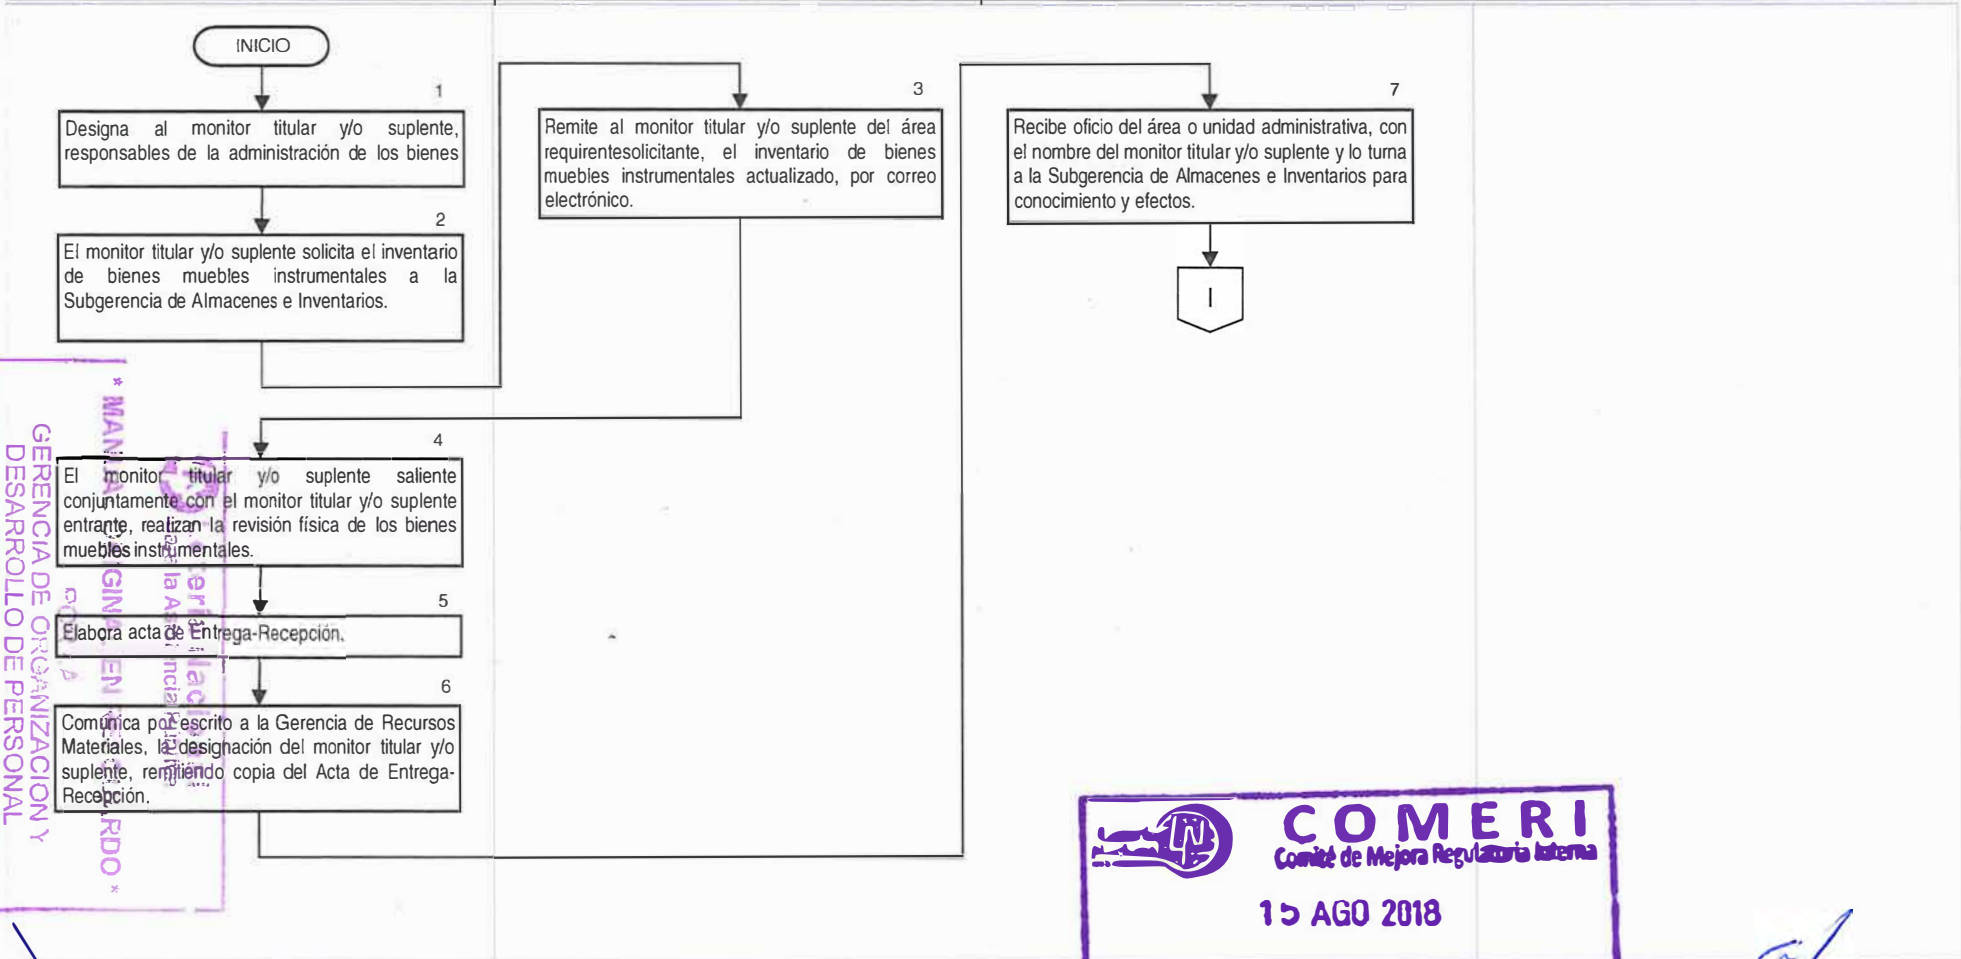 INICIO
1
Designa al monitor titular y/o suplente,
responsables de la administración de los bienes
2
El monitor titular y/o suplente solicita el inventario
de bienes muebles instrumentales a la
Subgerencia de Almacenes e Inventarios.
3
Remite al monitor titular y/o suplente del área
requirentesolicitante, el inventario de bienes
muebles instrumentales actualizado, por correo
electrónico.
4
El monitor titular y/o suplente saliente
conjuntamente con el monitor titular y/o suplente
entrante, realizan la revisión física de los bienes
muebles instrumentales.
5
Elabora acta de Entrega-Recepción.
6
Comunica por escrito a la Gerencia de Recursos
Materiales, la designación del monitor titular y/o
suplente, remitiendo copia del Acta de Entrega-
Recepción.
7
Recibe oficio del área o unidad administrativa, con
el nombre del monitor titular y/o suplente y lo turna
a la Subgerencia de Almacenes e Inventarios para
conocimiento y efectos.
I
GERENCIA DE ORGANIZACION Y
DESARROLLO DE PERSONAL
COMERI
Comité de Mejora Regulatoria Interna
15 AGO 2018